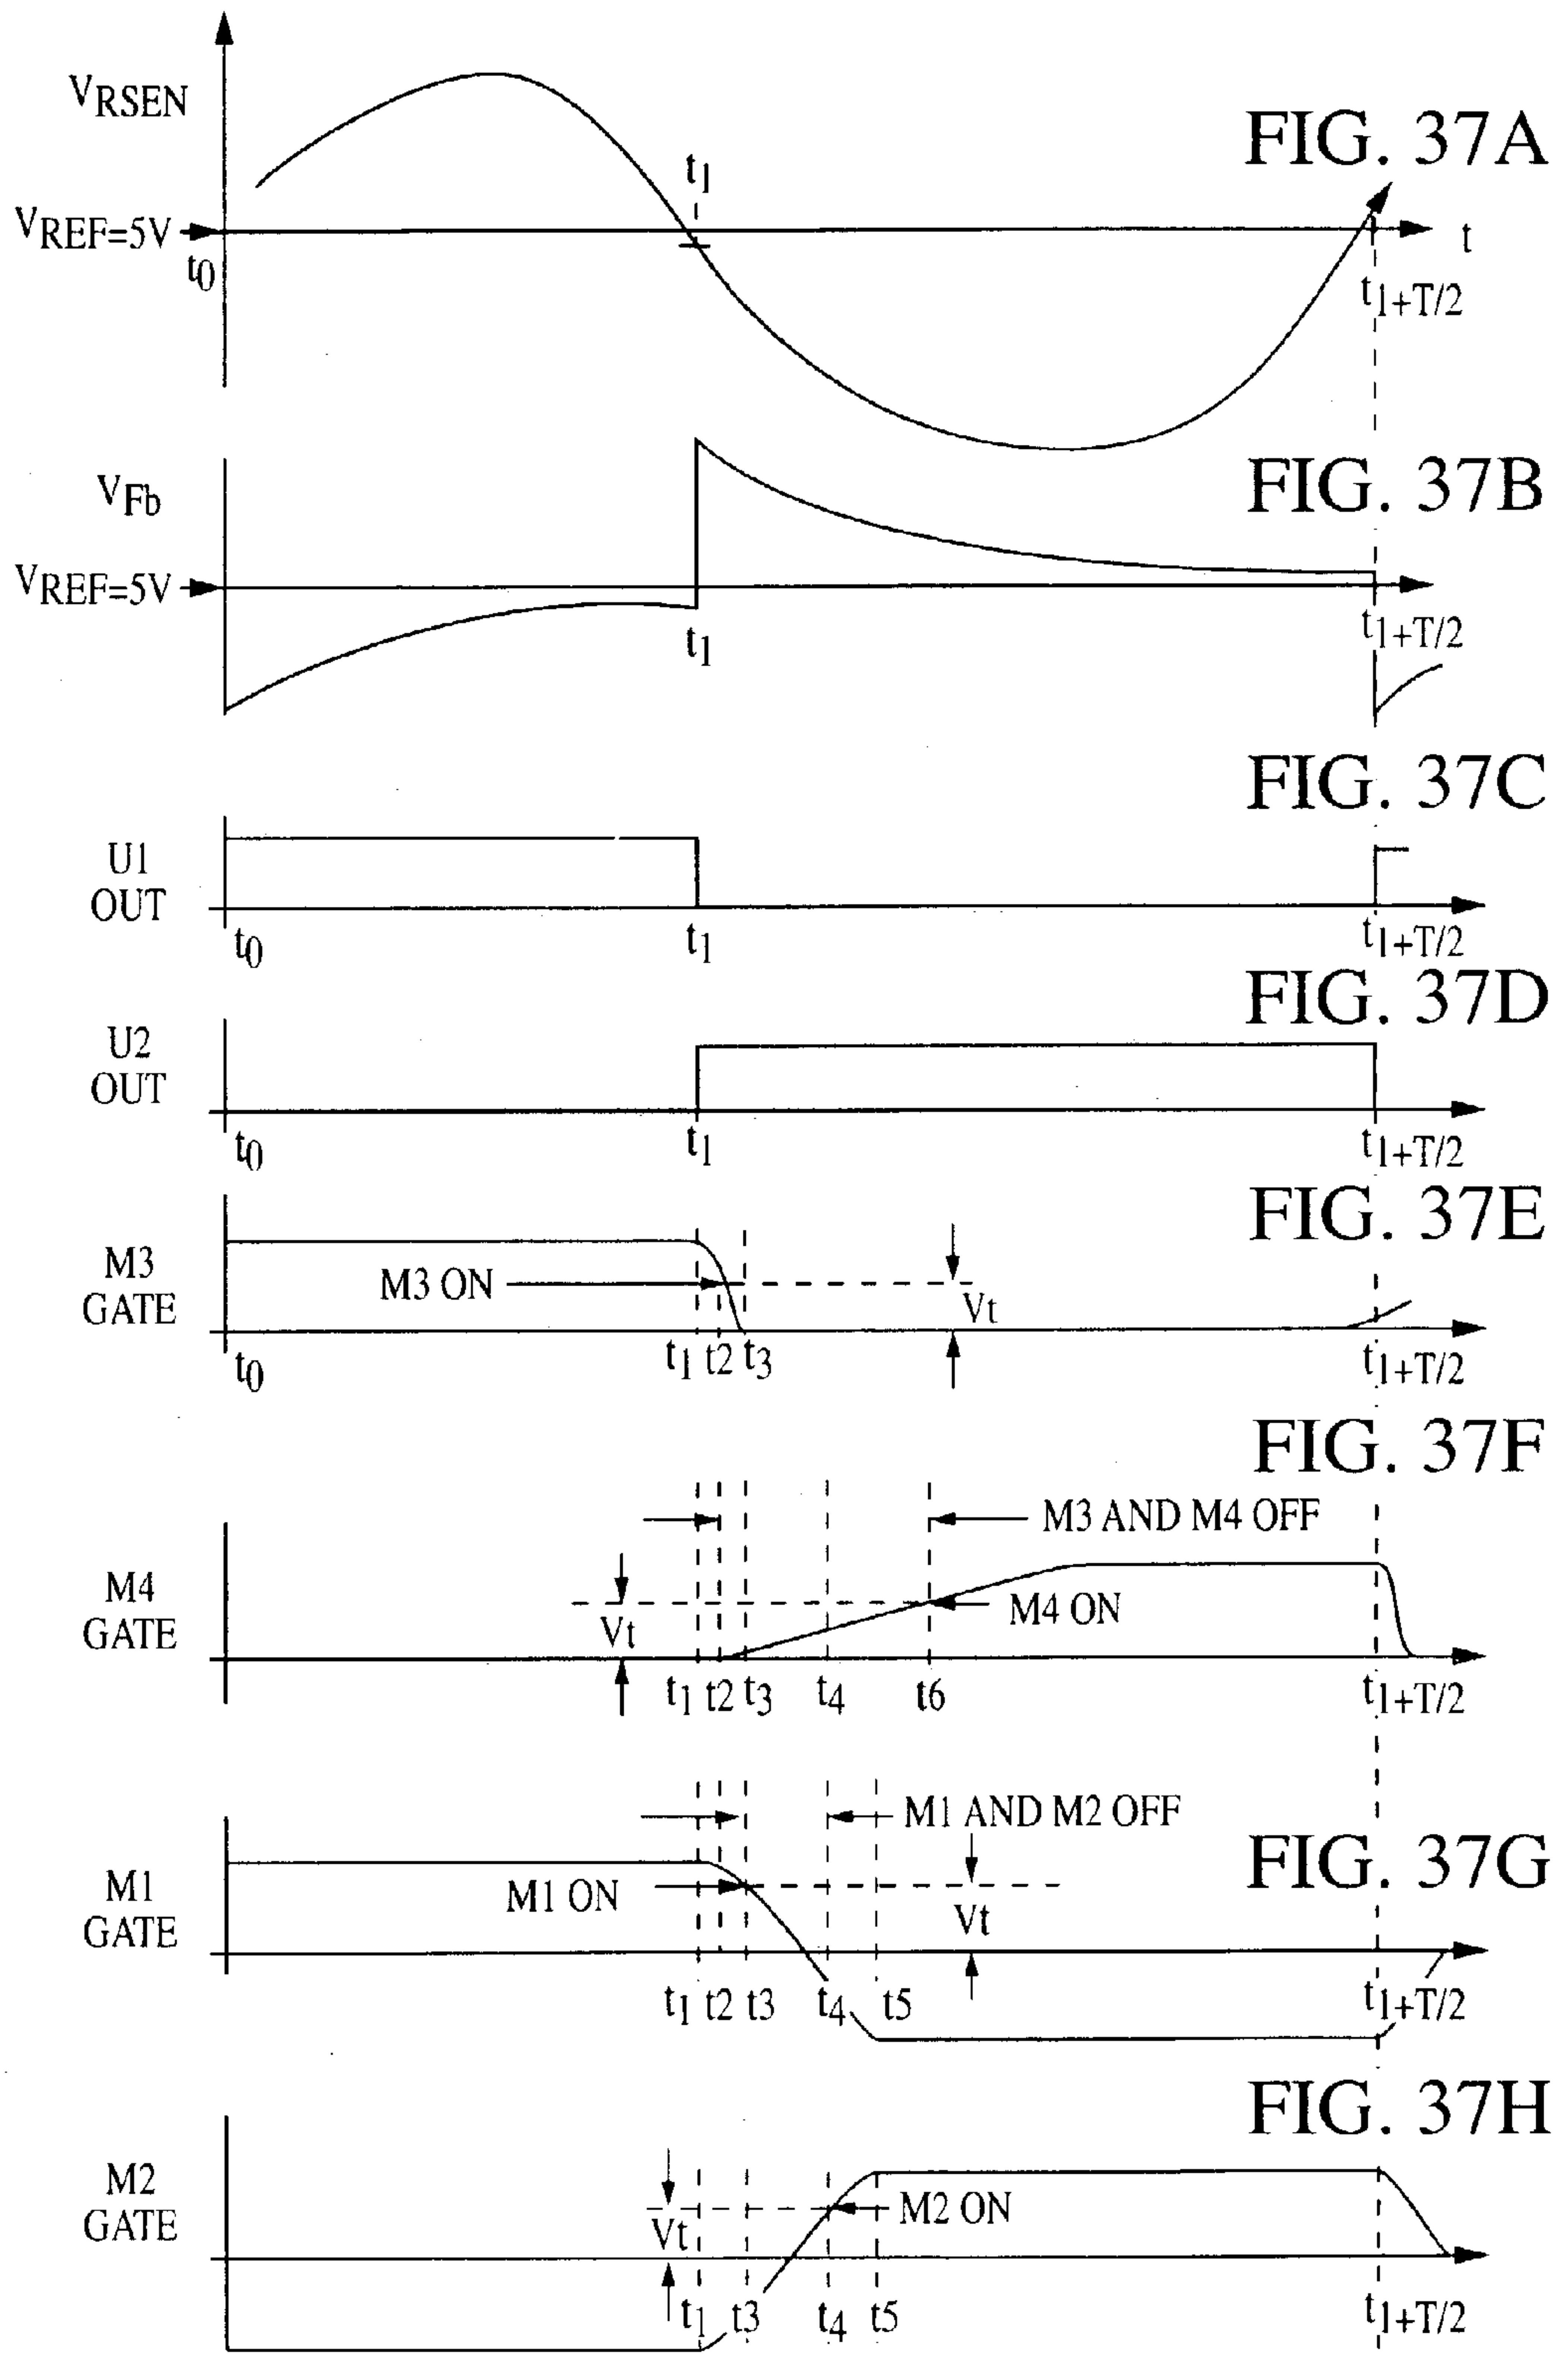 VRSEN
FIG. 37A
t1
VREF=5V
t0
t
t1+T/2
VFb
FIG. 37B
VREF=5V
t1
t1+T/2
FIG. 37C
U1
OUT
t0
t1
t1+T/2
FIG. 37D
U2
OUT
t0
t1
t1+T/2
FIG. 37E
M3
GATE
M3 ON
Vt
t0
t1 t2 t3
t1+T/2
FIG. 37F
M3 AND M4 OFF
M4
GATE
Vt
M4 ON
t1 t2 t3 t4 t6
t1+T/2
M1 AND M2 OFF
FIG. 37G
M1
GATE
M1 ON
Vt
t1 t2 t3 t4 t5
t1+T/2
FIG. 37H
M2
GATE
Vt
M2 ON
t1 t3 t4 t5
t1+T/2